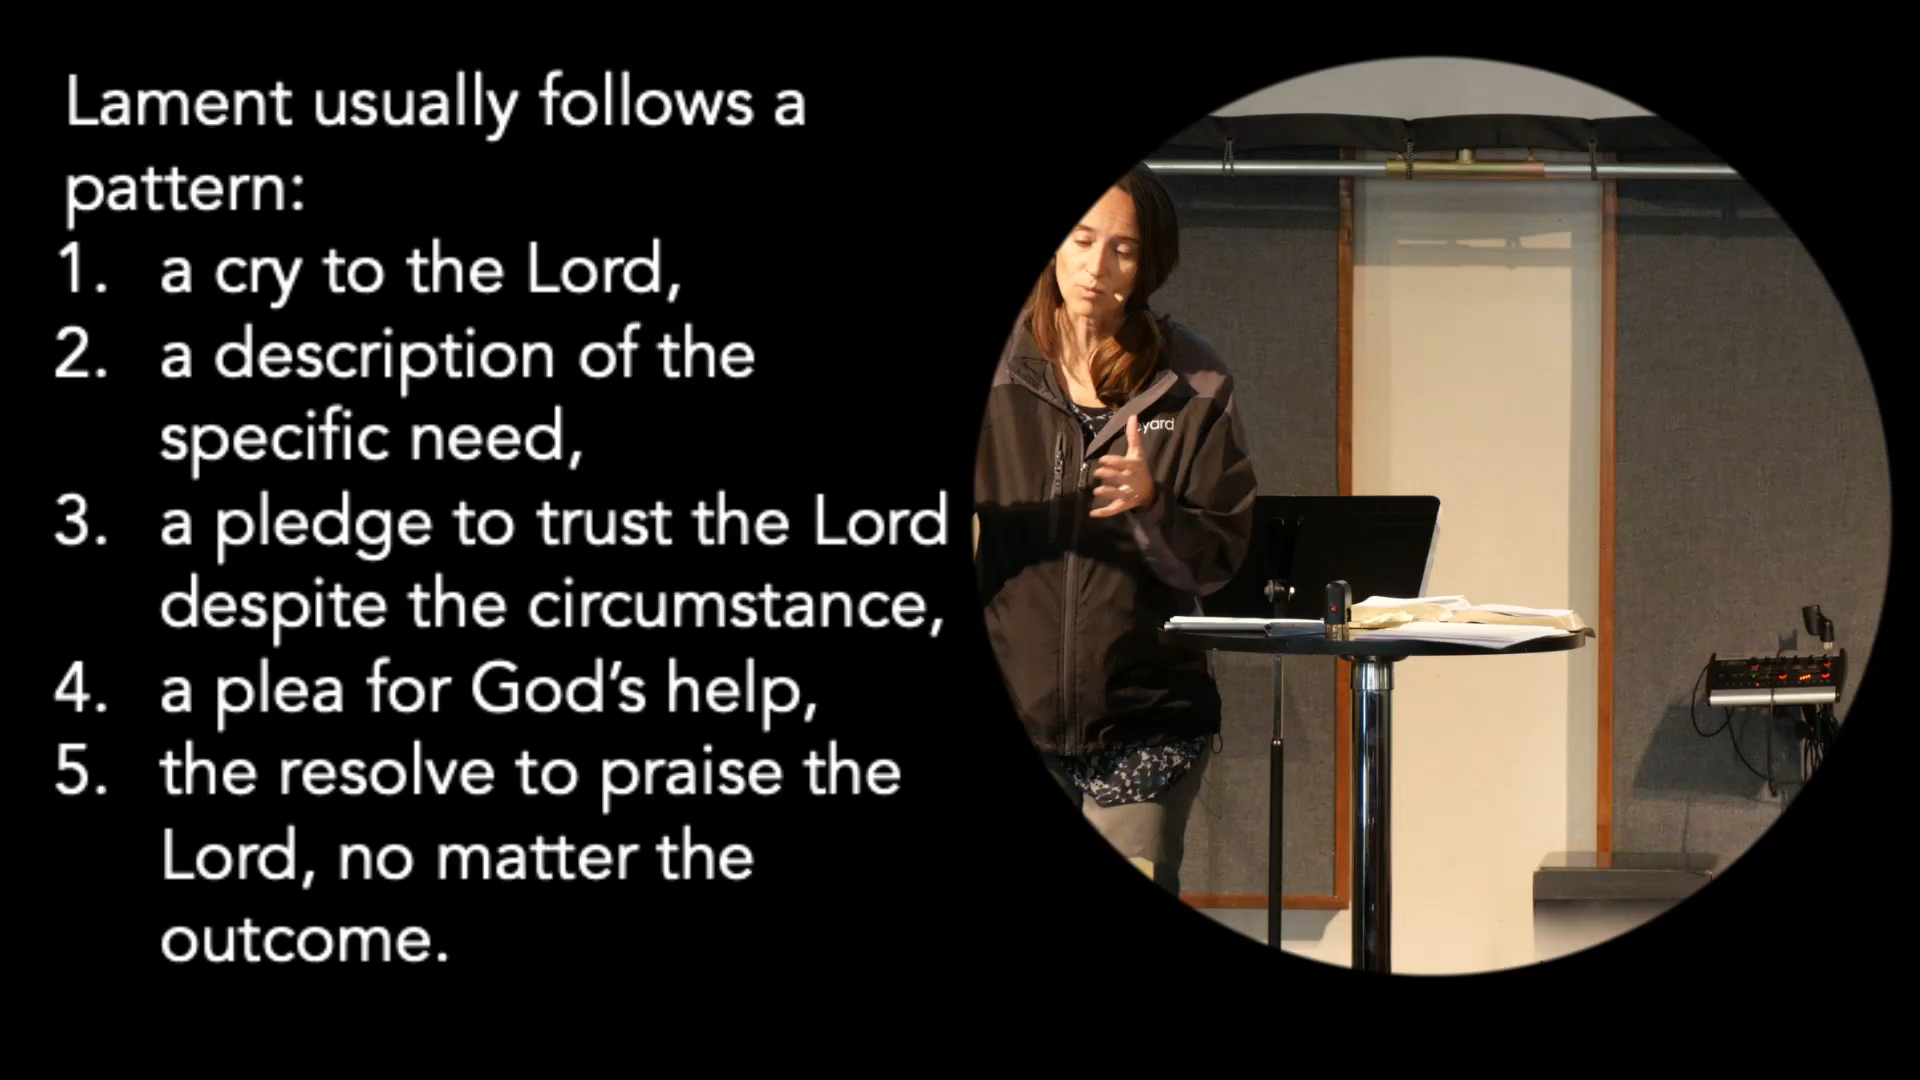 Lament usually follows a
pattern:
1. a cry to the Lord,
2. a description of the
specific need,
3. a pledge to trust the Lord
despite the circumstance,
4. a plea for God's help,
5. the resolve to praise the
Lord, no matter the
outcome.
eyard